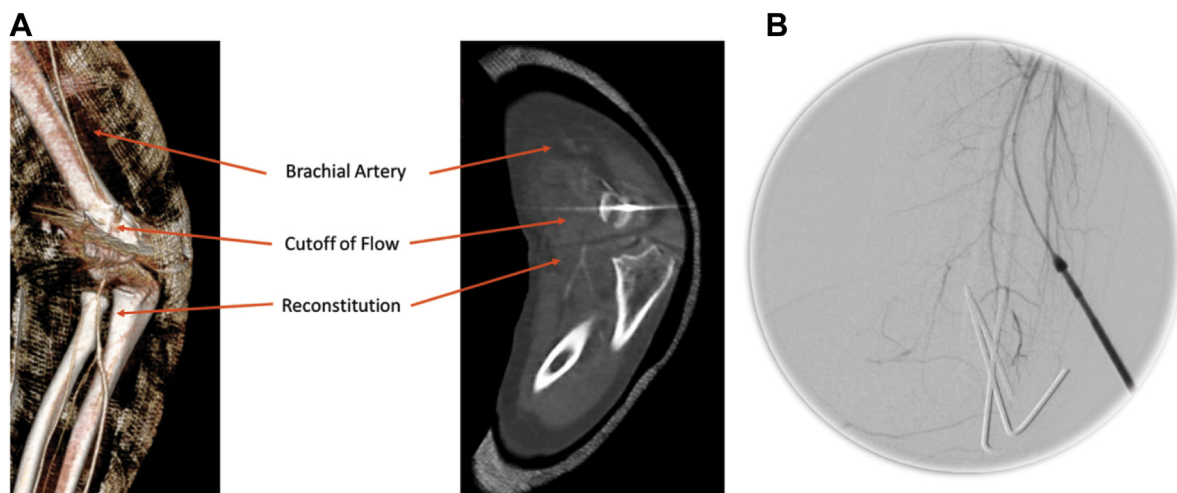 A
B
Brachial Artery
Cutoff of Flow
Reconstitution